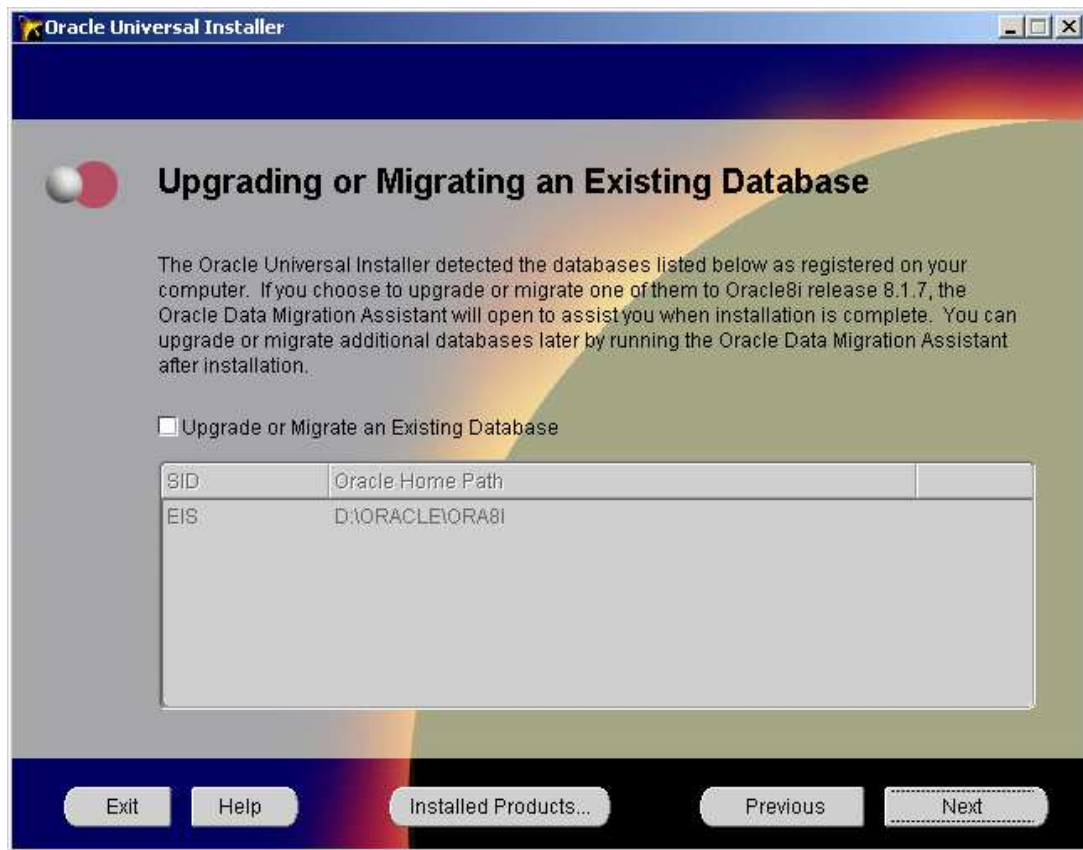 Oracle Universal Installer
Upgrading or Migrating an Existing Database
The Oracle Universal Installer detected the databases listed below as registered on your
computer. If you choose to upgrade or migrate one of them to Oracle8i release 8.1.7, the
Oracle Data Migration Assistant will open to assist you when installation is complete. You can
upgrade or migrate additional databases later by running the Oracle Data Migration Assistant
after installation.
Upgrade or Migrate an Existing Database
SID Oracle Home Path
EIS D:\ORACLE\ORA8I
Exit Help Installed Products... Previous Next